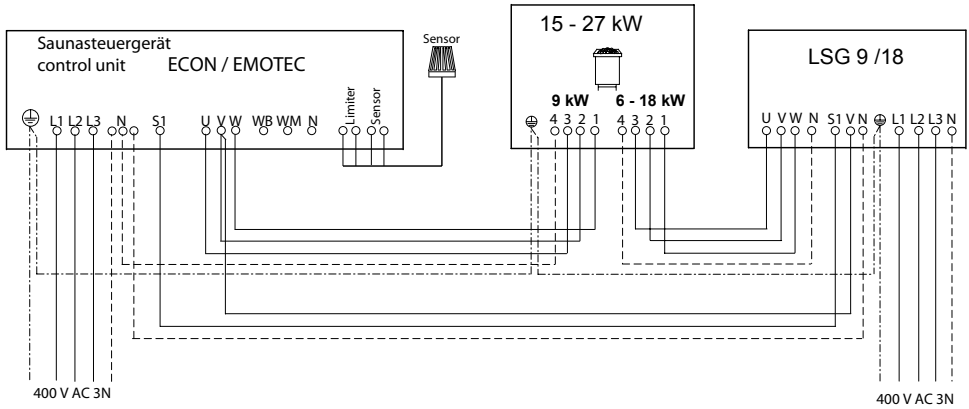 Saunasteuergerät
control unit ECON / EMOTEC
L1 L2 L3 N S1 U V W WB WM N Limiter Sensor
Sensor
15 - 27 kW
9 kW 6 - 18 kW
4 3 2 1 4 3 2 1
LSG 9 /18
U V W N S1 V N L1 L2 L3 N
400 V AC 3N
400 V AC 3N